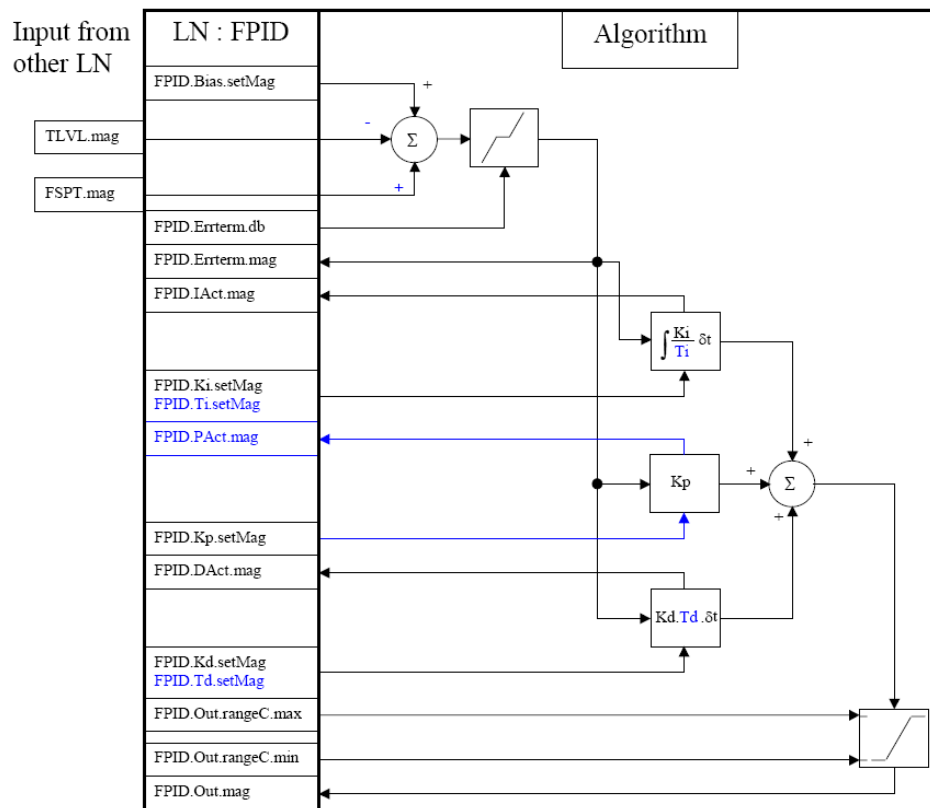 Input from
other LN
LN : FPID
Algorithm
FPID.Bias.setMag
+
TLVL.mag
-
Σ
FSPT.mag
+
FPID.Errterm.db
FPID.Errterm.mag
FPID.IAct.mag
∫ Ki/Ti δt
FPID.Ki.setMag
FPID.Ti.setMag
FPID.PAct.mag
+
Kp
+
Σ
+
FPID.Kp.setMag
FPID.DAct.mag
Kd.Td.δt
FPID.Kd.setMag
FPID.Td.setMag
FPID.Out.rangeC.max
FPID.Out.rangeC.min
FPID.Out.mag